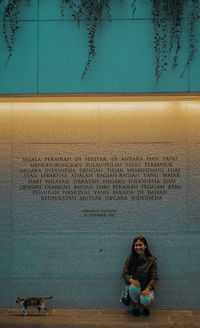 SEGALA PERAIRAN DI SEKITAR, DI ANTARA DAN YANG
MENGHUBUNGKAN PULAU-PULAU YANG TERMASUK
NEGARA INDONESIA DENGAN TIDAK MEMANDANG LUAS
ATAU LEBARNYA ADALAH BAGIAN-BAGIAN YANG WAJAR
DARI WILAYAH DARATAN NEGARA INDONESIA DAN
DENGAN DEMIKIAN BAGIAN DARI PERAIRAN PEDALAMAN ATAU
PERAIRAN NASIONAL YANG BERADA DI BAWAH
KEDAULATAN MUTLAK NEGARA INDONESIA
DEKLARASI DJUANDA
13 DESEMBER 1957